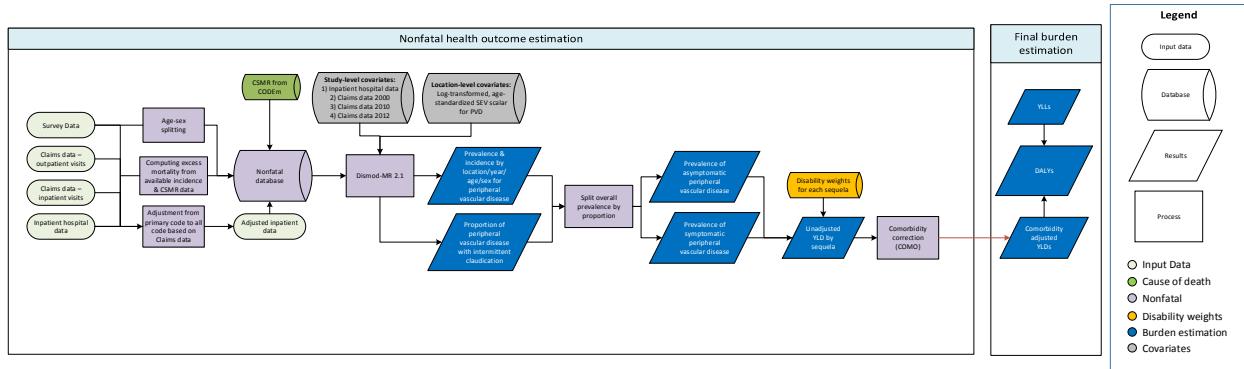 Nonfatal health outcome estimation
Survey Data
Claims data –
outpatient visits
Claims data –
inpatient visits
Inpatient hospital
data
Age-sex
splitting
Computing excess
mortality from
available incidence
& CSMR data
Adjustment from
primary code to all
code based on
Claims data
CSMR from
CODEm
Nonfatal
database
Adjusted inpatient
data
Study-level covariates:
1) Inpatient hospital data
2) Claims data 2000
3) Claims data 2010
4) Claims data 2012
Location-level covariates:
Log-transformed, age-
standardized SEV scalar
for PVD
Dismod-MR 2.1
Prevalence &
incidence by
location/year/
age/sex for peripheral
vascular disease
Proportion of
peripheral
vascular disease
with intermittent
claudication
Split overall
prevalence by
proportion
Prevalence of
asymptomatic peripheral
vascular disease
Prevalence of
symptomatic peripheral
vascular disease
Disability weights
for each sequela
Unadjusted
YLD by
sequela
Comorbidity
correction
(COMO)
Final burden
estimation
YLLs
DALYs
Comorbidity
adjusted
YLDs
Legend
Input data
Database
Results
Process
Input Data
Cause of death
Nonfatal
Disability weights
Burden estimation
Covariates